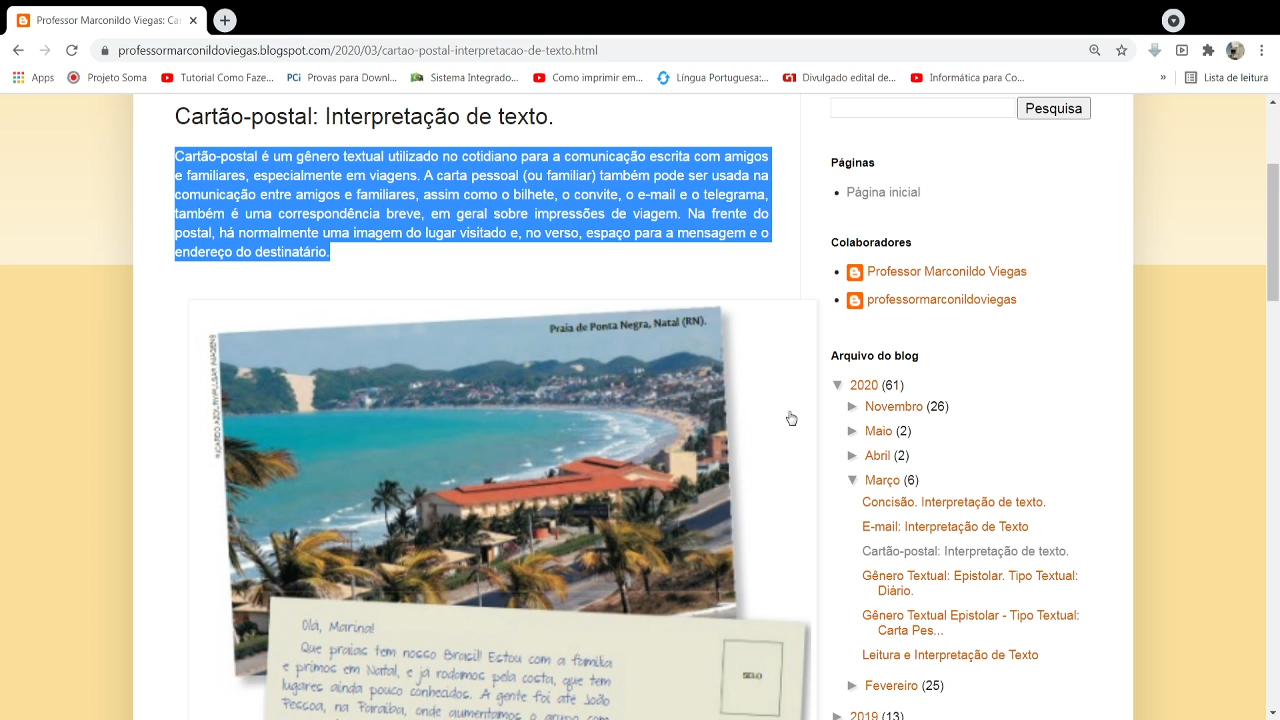 Professor Marconildo Viegas: Ca
professormarconildoviegas.blogspot.com/2020/03/cartao-postal-interpretacao-de-texto.html
Apps Projeto Soma Tutorial Como Faze... PCi Provas para Downl... Sistema Integrado... Como imprimir em... Língua Portuguesa:... G1 Divulgado edital de... Informática para Co... » Lista de leitura
Cartão-postal: Interpretação de texto.
Cartão-postal é um gênero textual utilizado no cotidiano para a comunicação escrita com amigos
e familiares, especialmente em viagens. A carta pessoal (ou familiar) também pode ser usada na
comunicação entre amigos e familiares, assim como o bilhete, o convite, o e-mail e o telegrama,
também é uma correspondência breve, em geral sobre impressões de viagem. Na frente do
postal, há normalmente uma imagem do lugar visitado e, no verso, espaço para a mensagem e o
endereço do destinatário.
Praia de Ponta Negra, Natal (RN).
Olá, Marina!
Que praias tem nosso Brasil! Estou com a família
e primos em Natal, e já rodamos pela costa, que tem
lugares ainda pouco conhecidos. A gente foi até João
Pessoa, na Paraíba, onde aumentamos o grupo com
SELO
Pesquisa
Páginas
Página inicial
Colaboradores
Professor Marconildo Viegas
professormarconildoviegas
Arquivo do blog
▼ 2020 (61)
► Novembro (26)
► Maio (2)
► Abril (2)
▼ Março (6)
Concisão. Interpretação de texto.
E-mail: Interpretação de Texto
Cartão-postal: Interpretação de texto.
Gênero Textual: Epistolar. Tipo Textual:
Diário.
Gênero Textual Epistolar - Tipo Textual:
Carta Pes...
Leitura e Interpretação de Texto
► Fevereiro (25)
► 2019 (13)